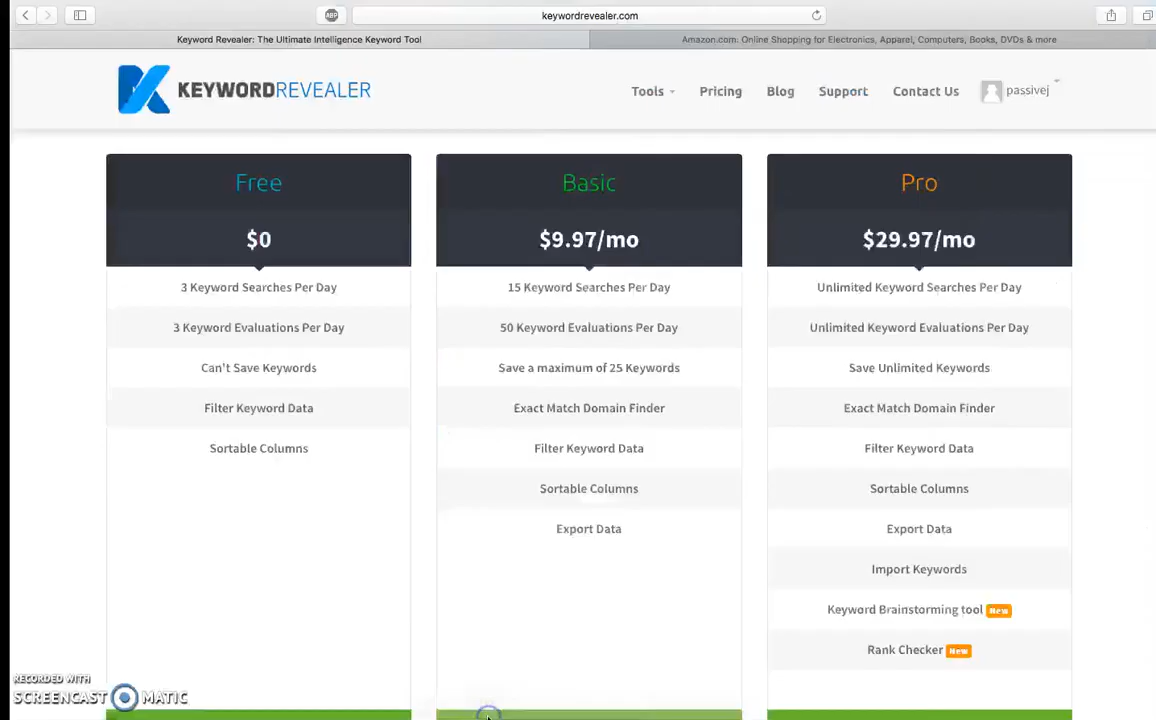 keywordrevealer.com
ABP
Keyword Revealer: The Ultimate Intelligence Keyword Tool
Amazon.com: Online Shopping for Electronics, Apparel, Computers, Books, DVDs & more
KEYWORDREVEALER
Tools Pricing Blog Support Contact Us passivej
Free
Basic
Pro
$0
$9.97/mo
$29.97/mo
3 Keyword Searches Per Day
15 Keyword Searches Per Day
Unlimited Keyword Searches Per Day
3 Keyword Evaluations Per Day
50 Keyword Evaluations Per Day
Unlimited Keyword Evaluations Per Day
Can't Save Keywords
Save a maximum of 25 Keywords
Save Unlimited Keywords
Filter Keyword Data
Exact Match Domain Finder
Exact Match Domain Finder
Sortable Columns
Filter Keyword Data
Filter Keyword Data
Sortable Columns
Sortable Columns
Export Data
Export Data
Import Keywords
Keyword Brainstorming tool New
Rank Checker New
RECORDED WITH
SCREENCAST MATIC